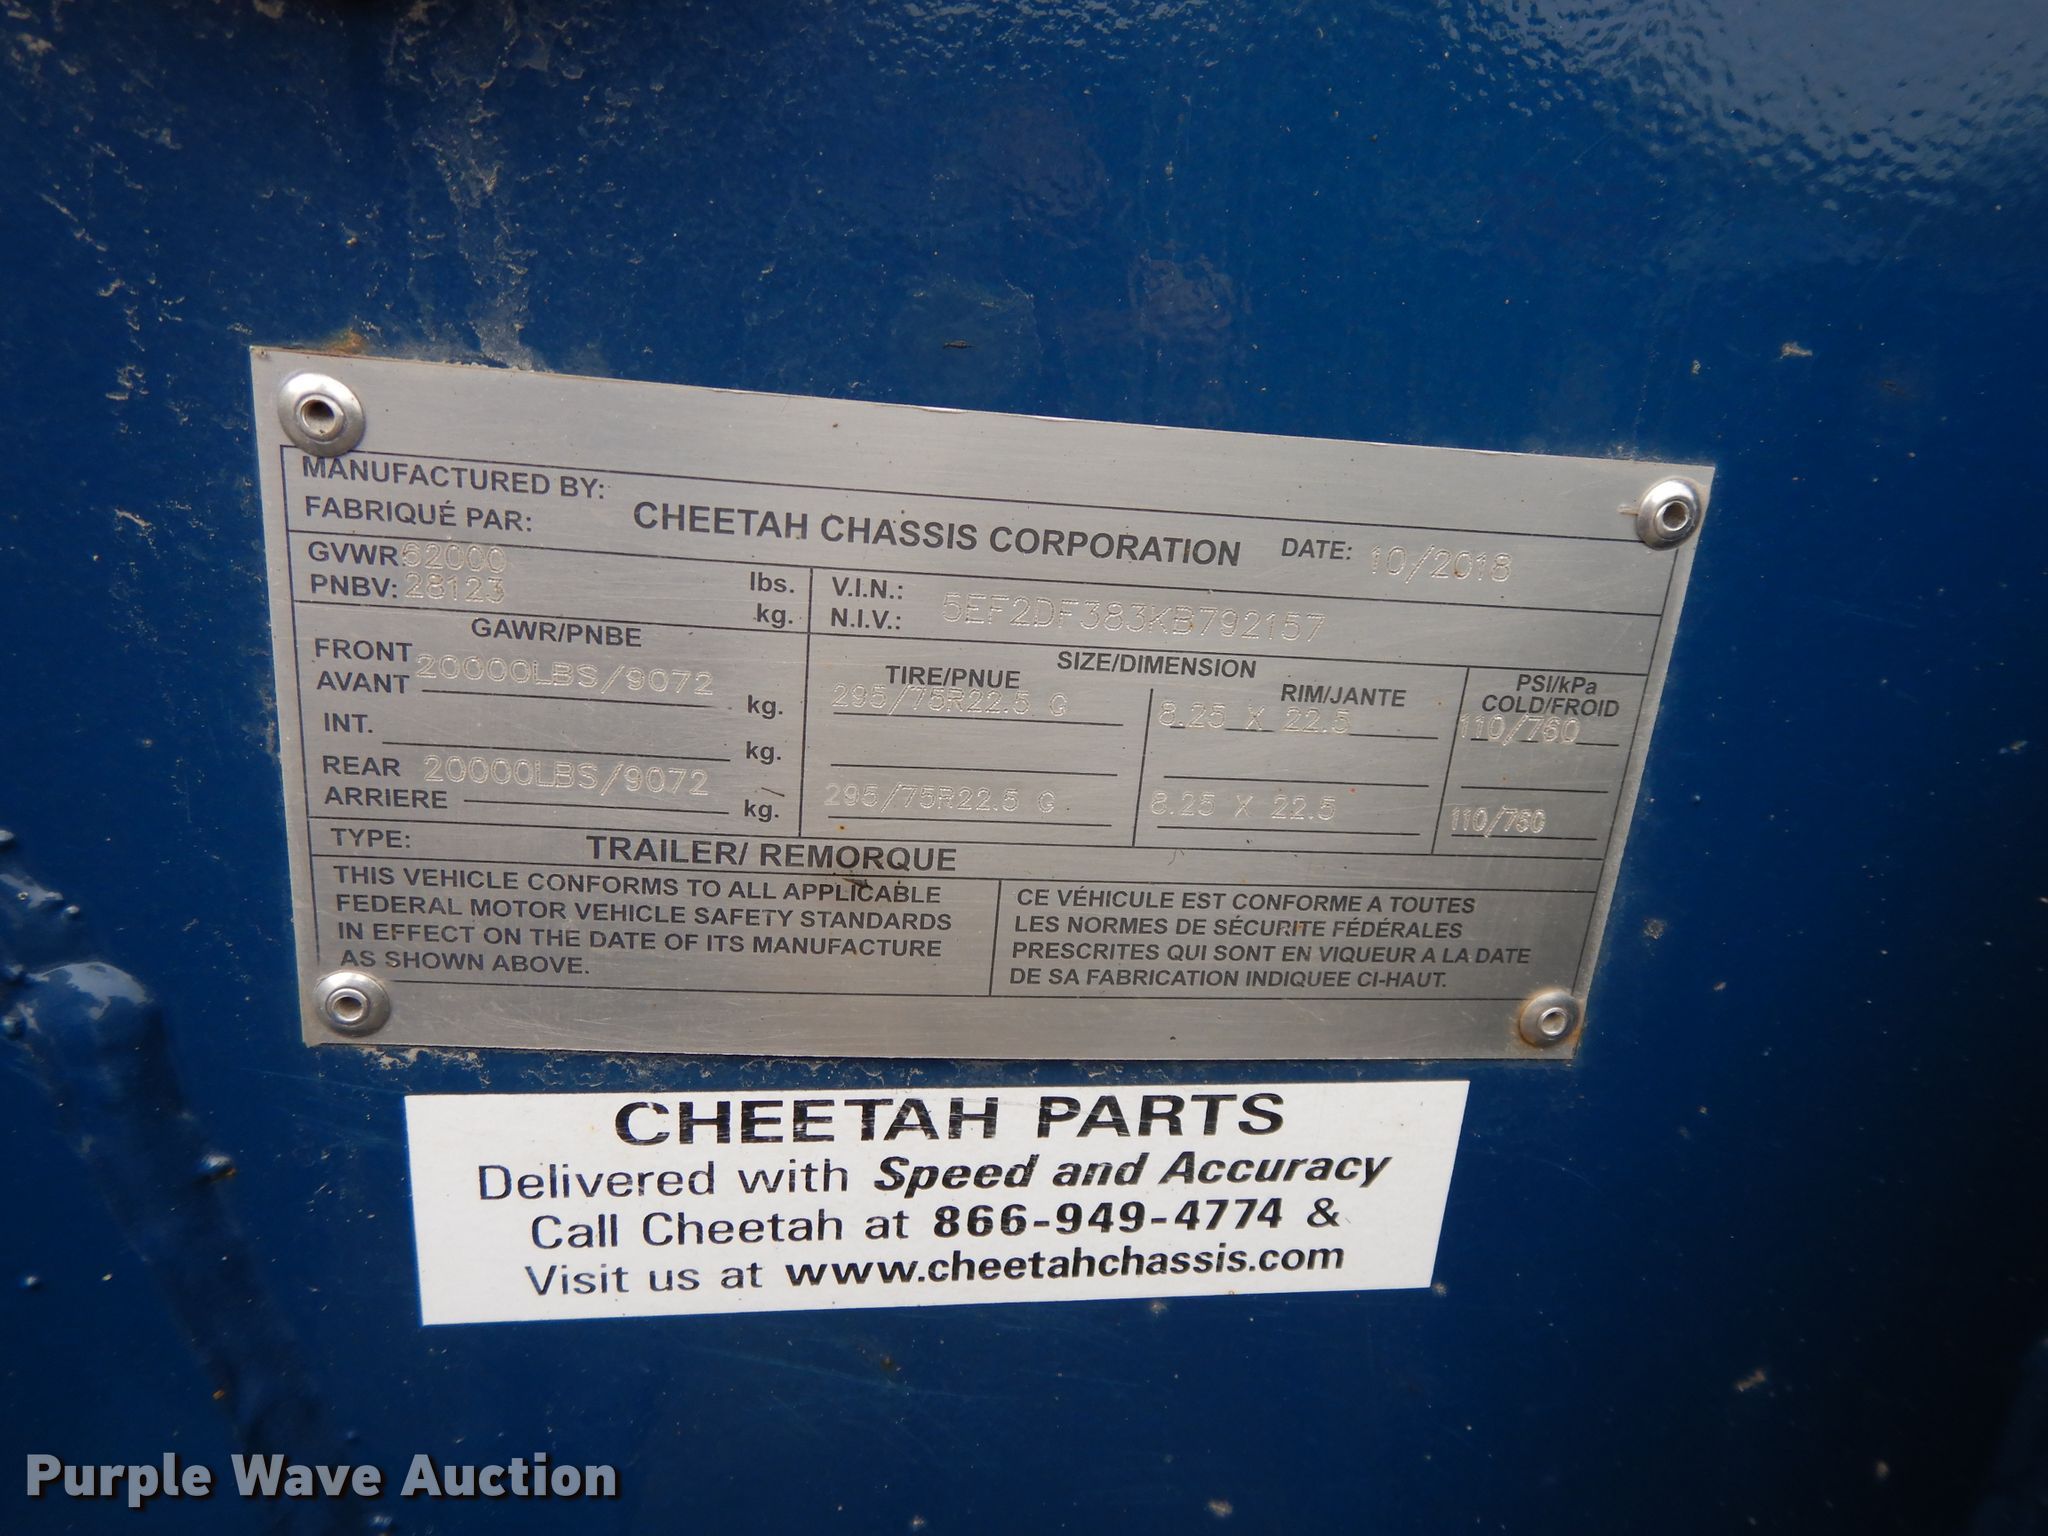 MANUFACTURED BY:
FABRIQUÉ PAR:
CHEETAH CHASSIS CORPORATION
DATE: 10/2018
GVWR: 62000 lbs.
PNBV: 28123 kg.
V.I.N.:
N.I.V.:
5EF2DF383KB792157
GAWR/PNBE
SIZE/DIMENSION
TIRE/PNUE
RIM/JANTE
PSI/kPa
COLD/FROID
FRONT
AVANT
20000LBS/9072 kg.
295/75R22.5 G
8.25 X 22.5
110/760
INT.
kg.
REAR
ARRIERE
20000LBS/9072 kg.
295/75R22.5 G
8.25 X 22.5
110/760
TYPE: TRAILER/ REMORQUE
THIS VEHICLE CONFORMS TO ALL APPLICABLE
FEDERAL MOTOR VEHICLE SAFETY STANDARDS
IN EFFECT ON THE DATE OF ITS MANUFACTURE
AS SHOWN ABOVE.
CE VÉHICULE EST CONFORME A TOUTES
LES NORMES DE SÉCURITE FÉDÉRALES
PRESCRITES QUI SONT EN VIQUEUR A LA DATE
DE SA FABRICATION INDIQUEE CI-HAUT.
CHEETAH PARTS
Delivered with Speed and Accuracy
Call Cheetah at 866-949-4774 &
Visit us at www.cheetahchassis.com
Purple Wave Auction